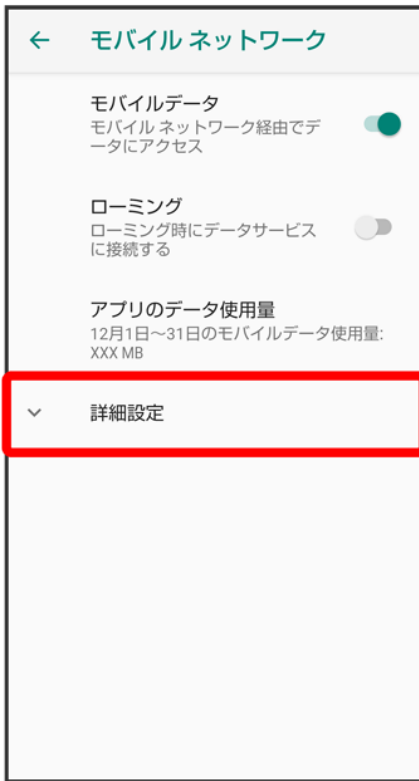 モバイル ネットワーク
モバイルデータ
モバイル ネットワーク経由でデ
ータにアクセス
ローミング
ローミング時にデータサービス
に接続する
アプリのデータ使用量
12月1日～31日のモバイルデータ使用量:
XXX MB
詳細設定